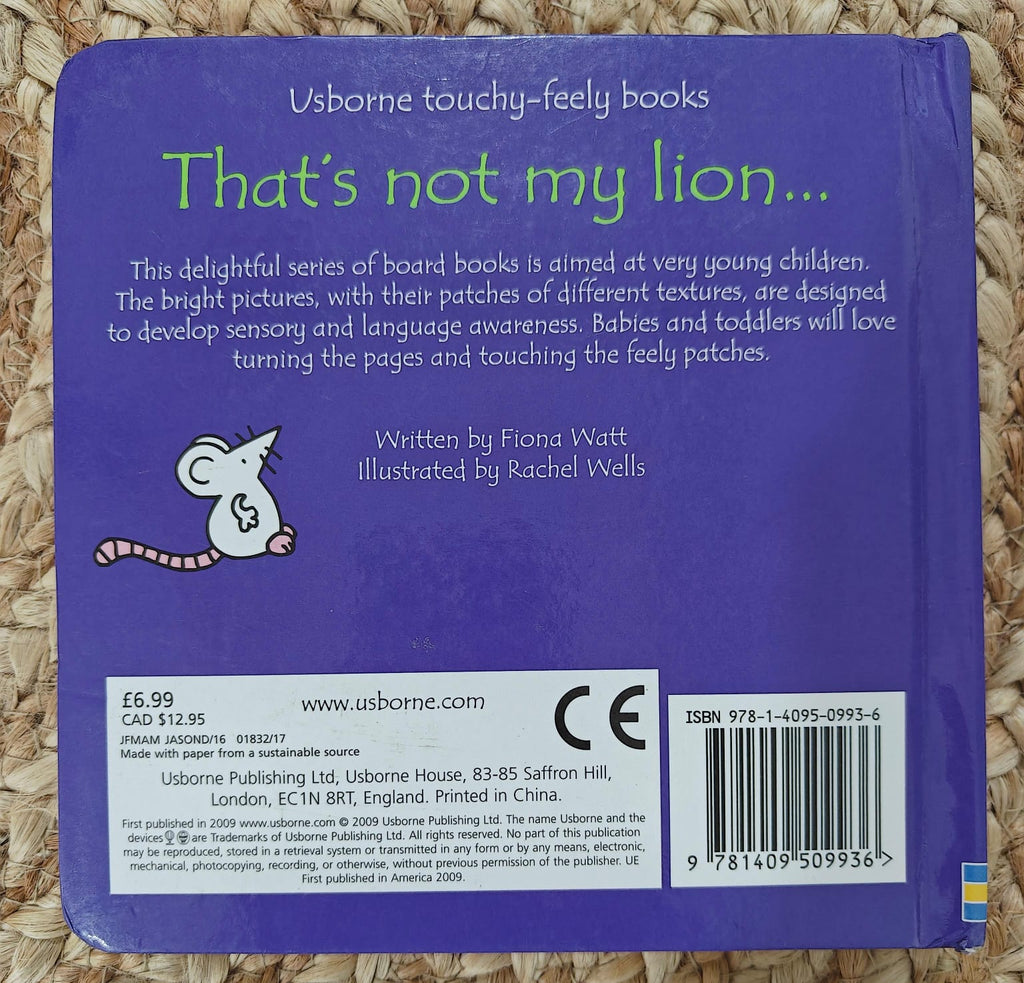 Usborne touchy-feely books
That's not my lion...
This delightful series of board books is aimed at very young children.
The bright pictures, with their patches of different textures, are designed
to develop sensory and language awareness. Babies and toddlers will love
turning the pages and touching the feely patches.
Written by Fiona Watt
Illustrated by Rachel Wells
£6.99
CAD $12.95
www.usborne.com
CE
JFMAM JASOND/16 01832/17
Made with paper from a sustainable source
Usborne Publishing Ltd, Usborne House, 83-85 Saffron Hill,
London, EC1N 8RT, England. Printed in China.
First published in 2009 www.usborne.com © 2009 Usborne Publishing Ltd. The name Usborne and the
devices are Trademarks of Usborne Publishing Ltd. All rights reserved. No part of this publication
may be reproduced, stored in a retrieval system or transmitted in any form or by any means, electronic,
mechanical, photocopying, recording, or otherwise, without previous permission of the publisher. UE
First published in America 2009.
ISBN 978-1-4095-0993-6
9 781409 509936 >